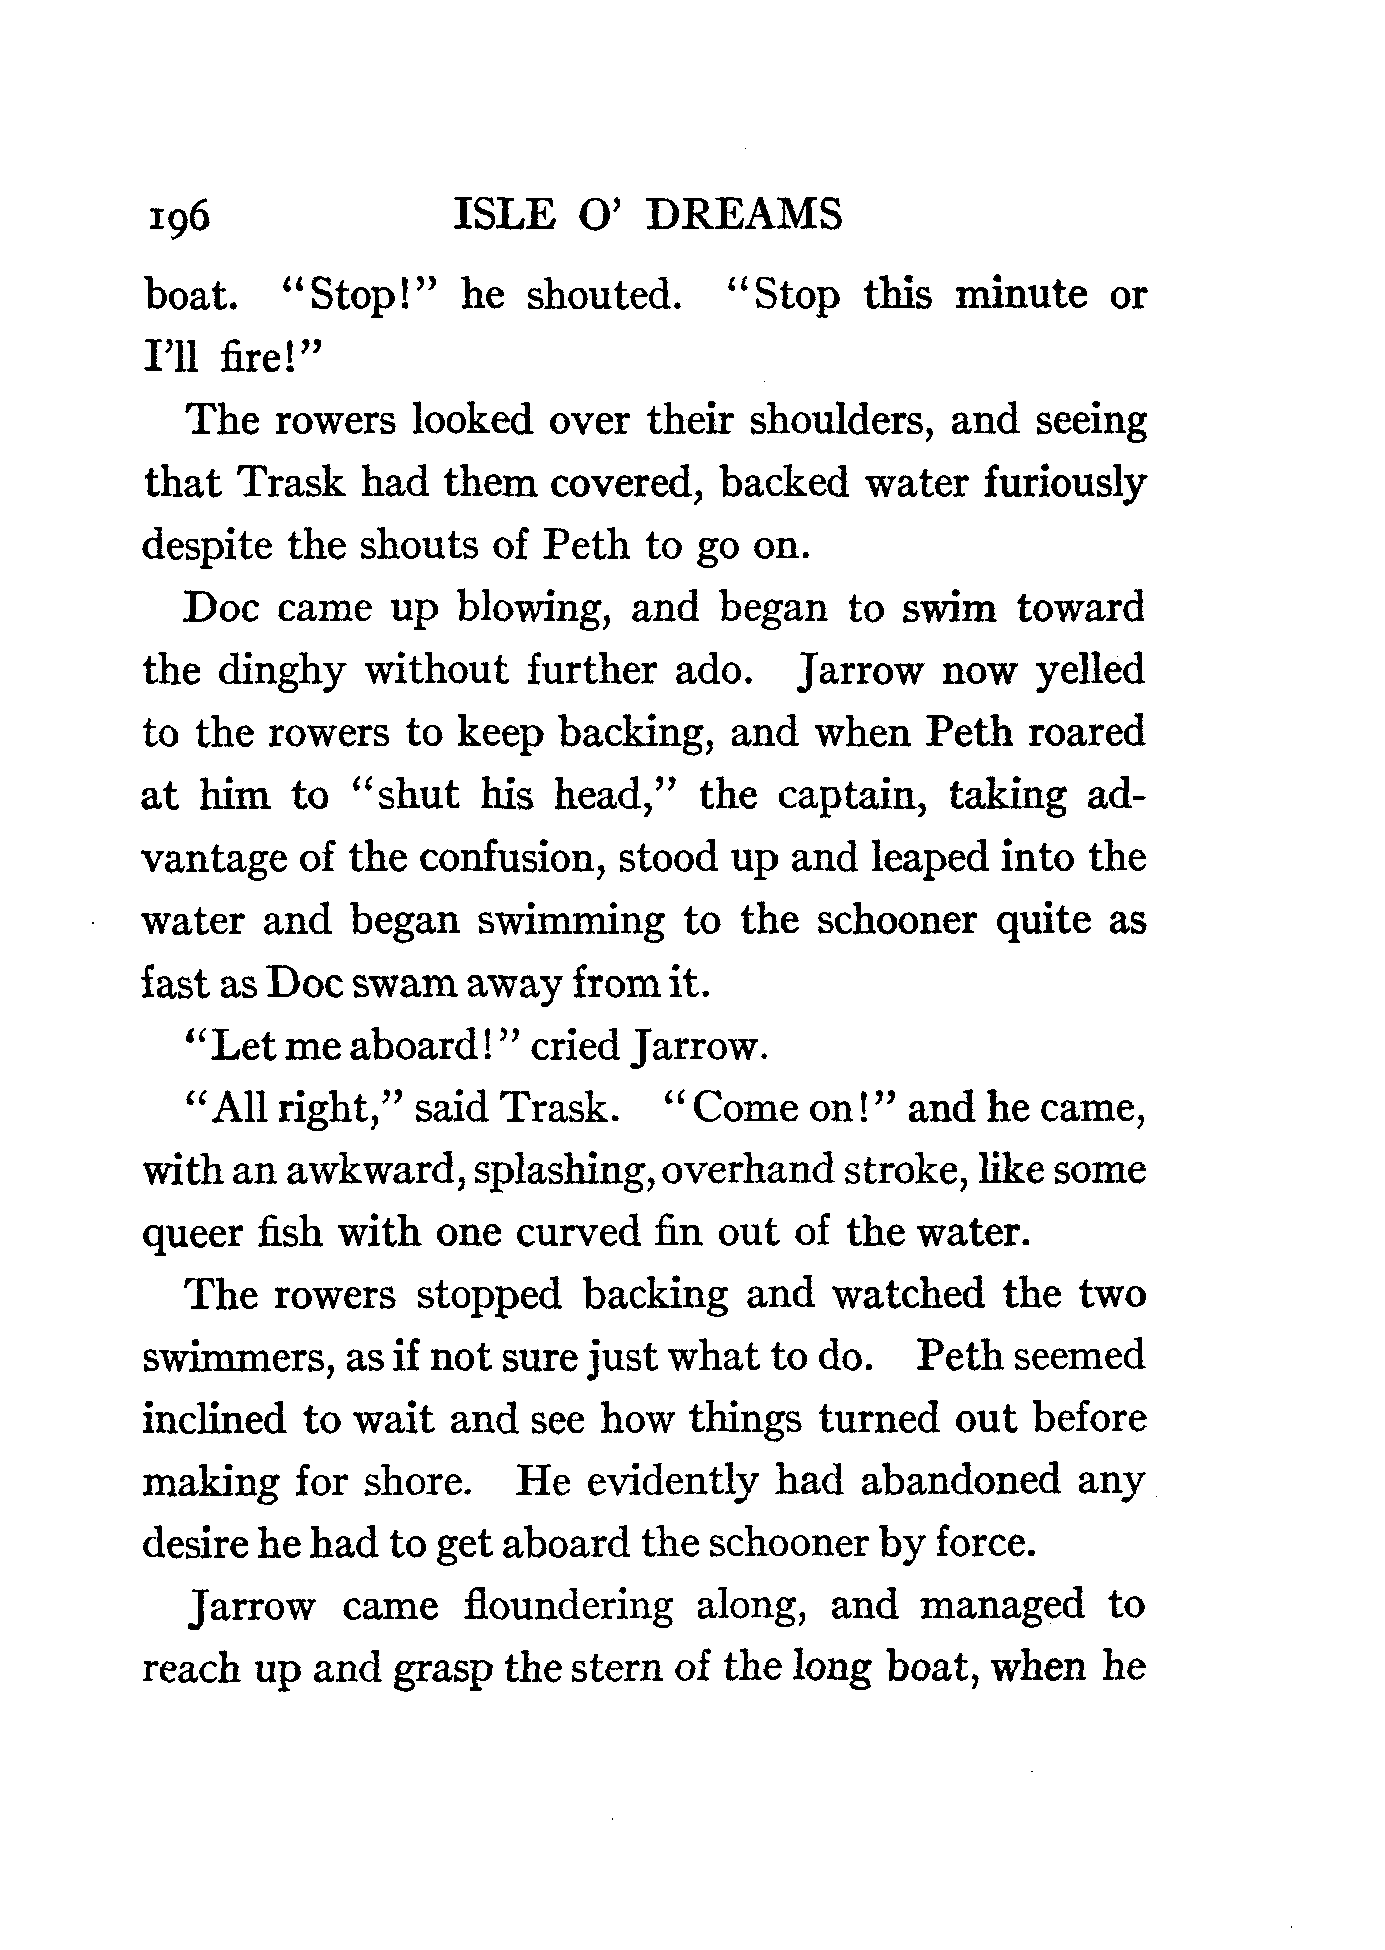 196 ISLE O' DREAMS
boat. "Stop!" he shouted. "Stop this minute or
I'll fire!"
The rowers looked over their shoulders, and seeing
that Trask had them covered, backed water furiously
despite the shouts of Peth to go on.
Doc came up blowing, and began to swim toward
the dinghy without further ado. Jarrow now yelled
to the rowers to keep backing, and when Peth roared
at him to "shut his head," the captain, taking ad-
vantage of the confusion, stood up and leaped into the
water and began swimming to the schooner quite as
fast as Doc swam away from it.
"Let me aboard!" cried Jarrow.
"All right," said Trask. "Come on!" and he came,
with an awkward, splashing, overhand stroke, like some
queer fish with one curved fin out of the water.
The rowers stopped backing and watched the two
swimmers, as if not sure just what to do. Peth seemed
inclined to wait and see how things turned out before
making for shore. He evidently had abandoned any
desire he had to get aboard the schooner by force.
Jarrow came floundering along, and managed to
reach up and grasp the stern of the long boat, when he